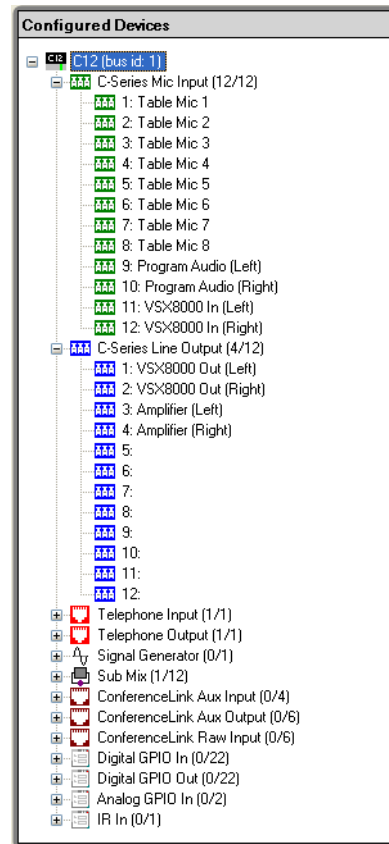 Configured Devices
C12 C12 (bus id: 1)
C-Series Mic Input (12/12)
1: Table Mic 1
2: Table Mic 2
3: Table Mic 3
4: Table Mic 4
5: Table Mic 5
6: Table Mic 6
7: Table Mic 7
8: Table Mic 8
9: Program Audio (Left)
10: Program Audio (Right)
11: VSX8000 In (Left)
12: VSX8000 In (Right)
C-Series Line Output (4/12)
1: VSX8000 Out (Left)
2: VSX8000 Out (Right)
3: Amplifier (Left)
4: Amplifier (Right)
5:
6:
7:
8:
9:
10:
11:
12:
Telephone Input (1/1)
Telephone Output (1/1)
Signal Generator (0/1)
Sub Mix (1/12)
ConferenceLink Aux Input (0/4)
ConferenceLink Aux Output (0/6)
ConferenceLink Raw Input (0/6)
Digital GPIO In (0/22)
Digital GPIO Out (0/22)
Analog GPIO In (0/2)
IR In (0/1)